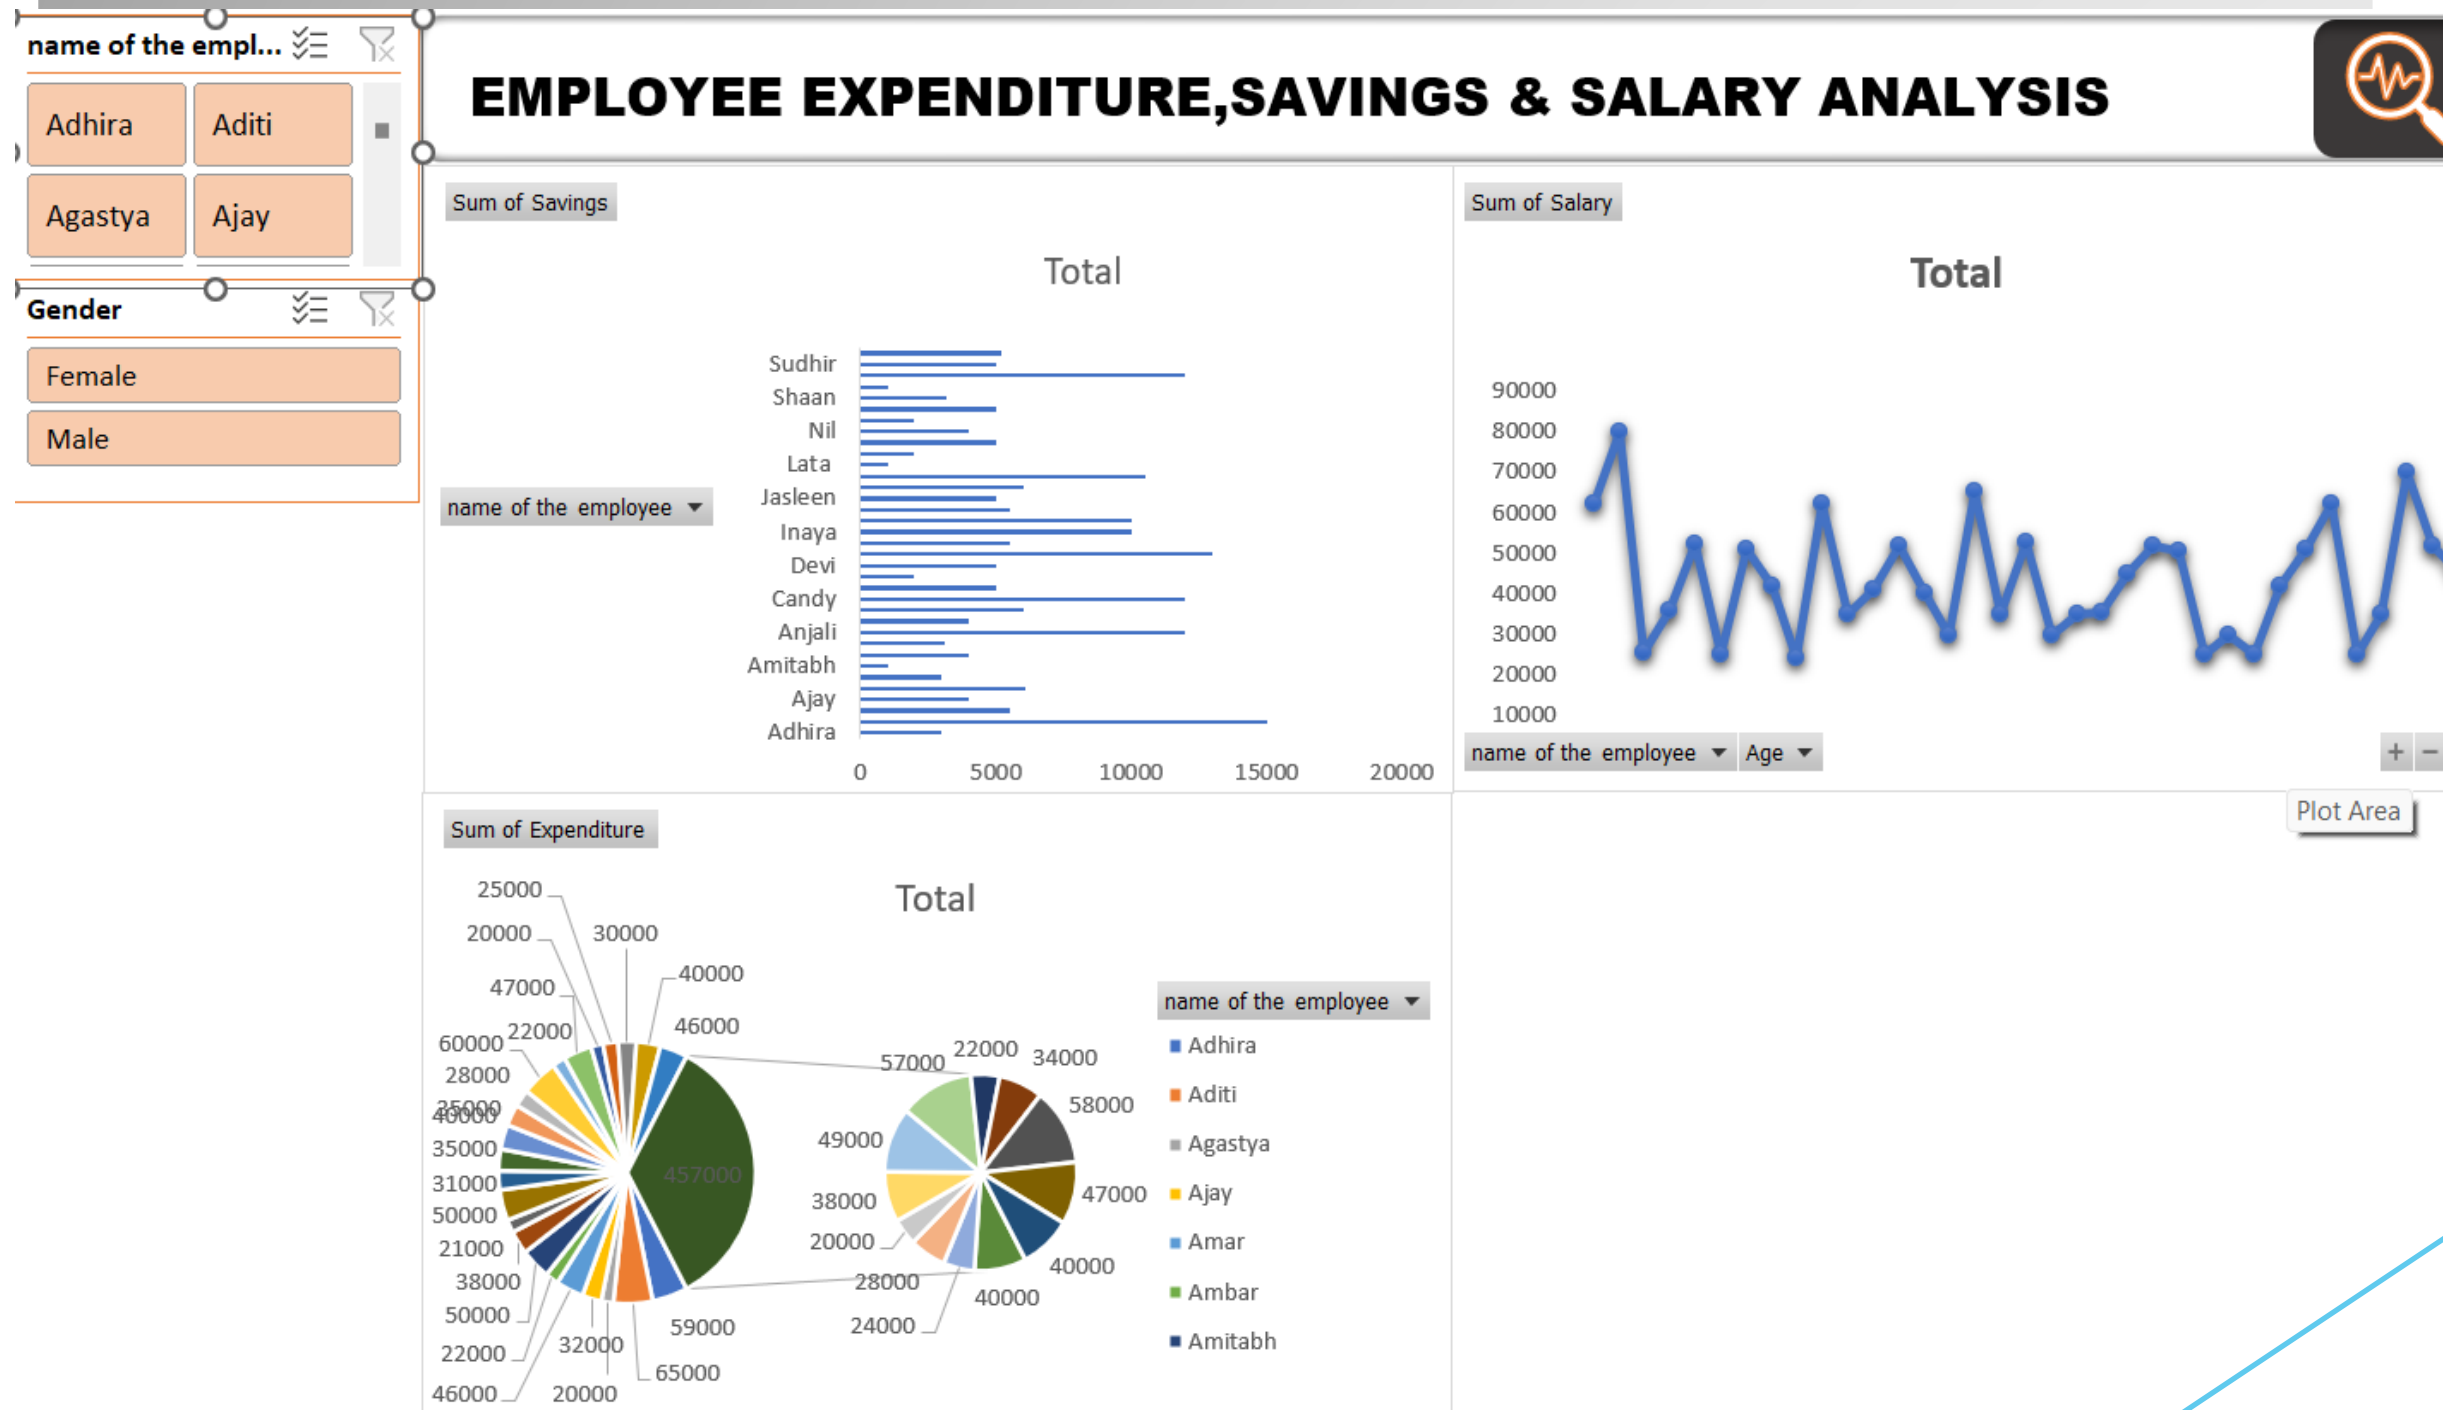 name of the empl...
Adhira
Aditi
Agastya
Ajay
Gender
Female
Male
EMPLOYEE EXPENDITURE,SAVINGS & SALARY ANALYSIS
Sum of Savings
Total
Sudhir
Shaan
Nil
Lata
Jasleen
Inaya
Devi
Candy
Anjali
Amitabh
Ajay
Adhira
name of the employee
0 5000 10000 15000 20000
Sum of Salary
Total
90000
80000
70000
60000
50000
40000
30000
20000
10000
name of the employee Age
+ −
Plot Area
Sum of Expenditure
Total
25000
20000
30000
40000
47000
46000
22000
60000
28000
35000
40000
35000
31000
50000
21000
38000
50000
22000
46000
32000
20000
65000
59000
457000
57000
22000
34000
58000
49000
47000
38000
20000
40000
28000
40000
24000
name of the employee
Adhira
Aditi
Agastya
Ajay
Amar
Ambar
Amitabh